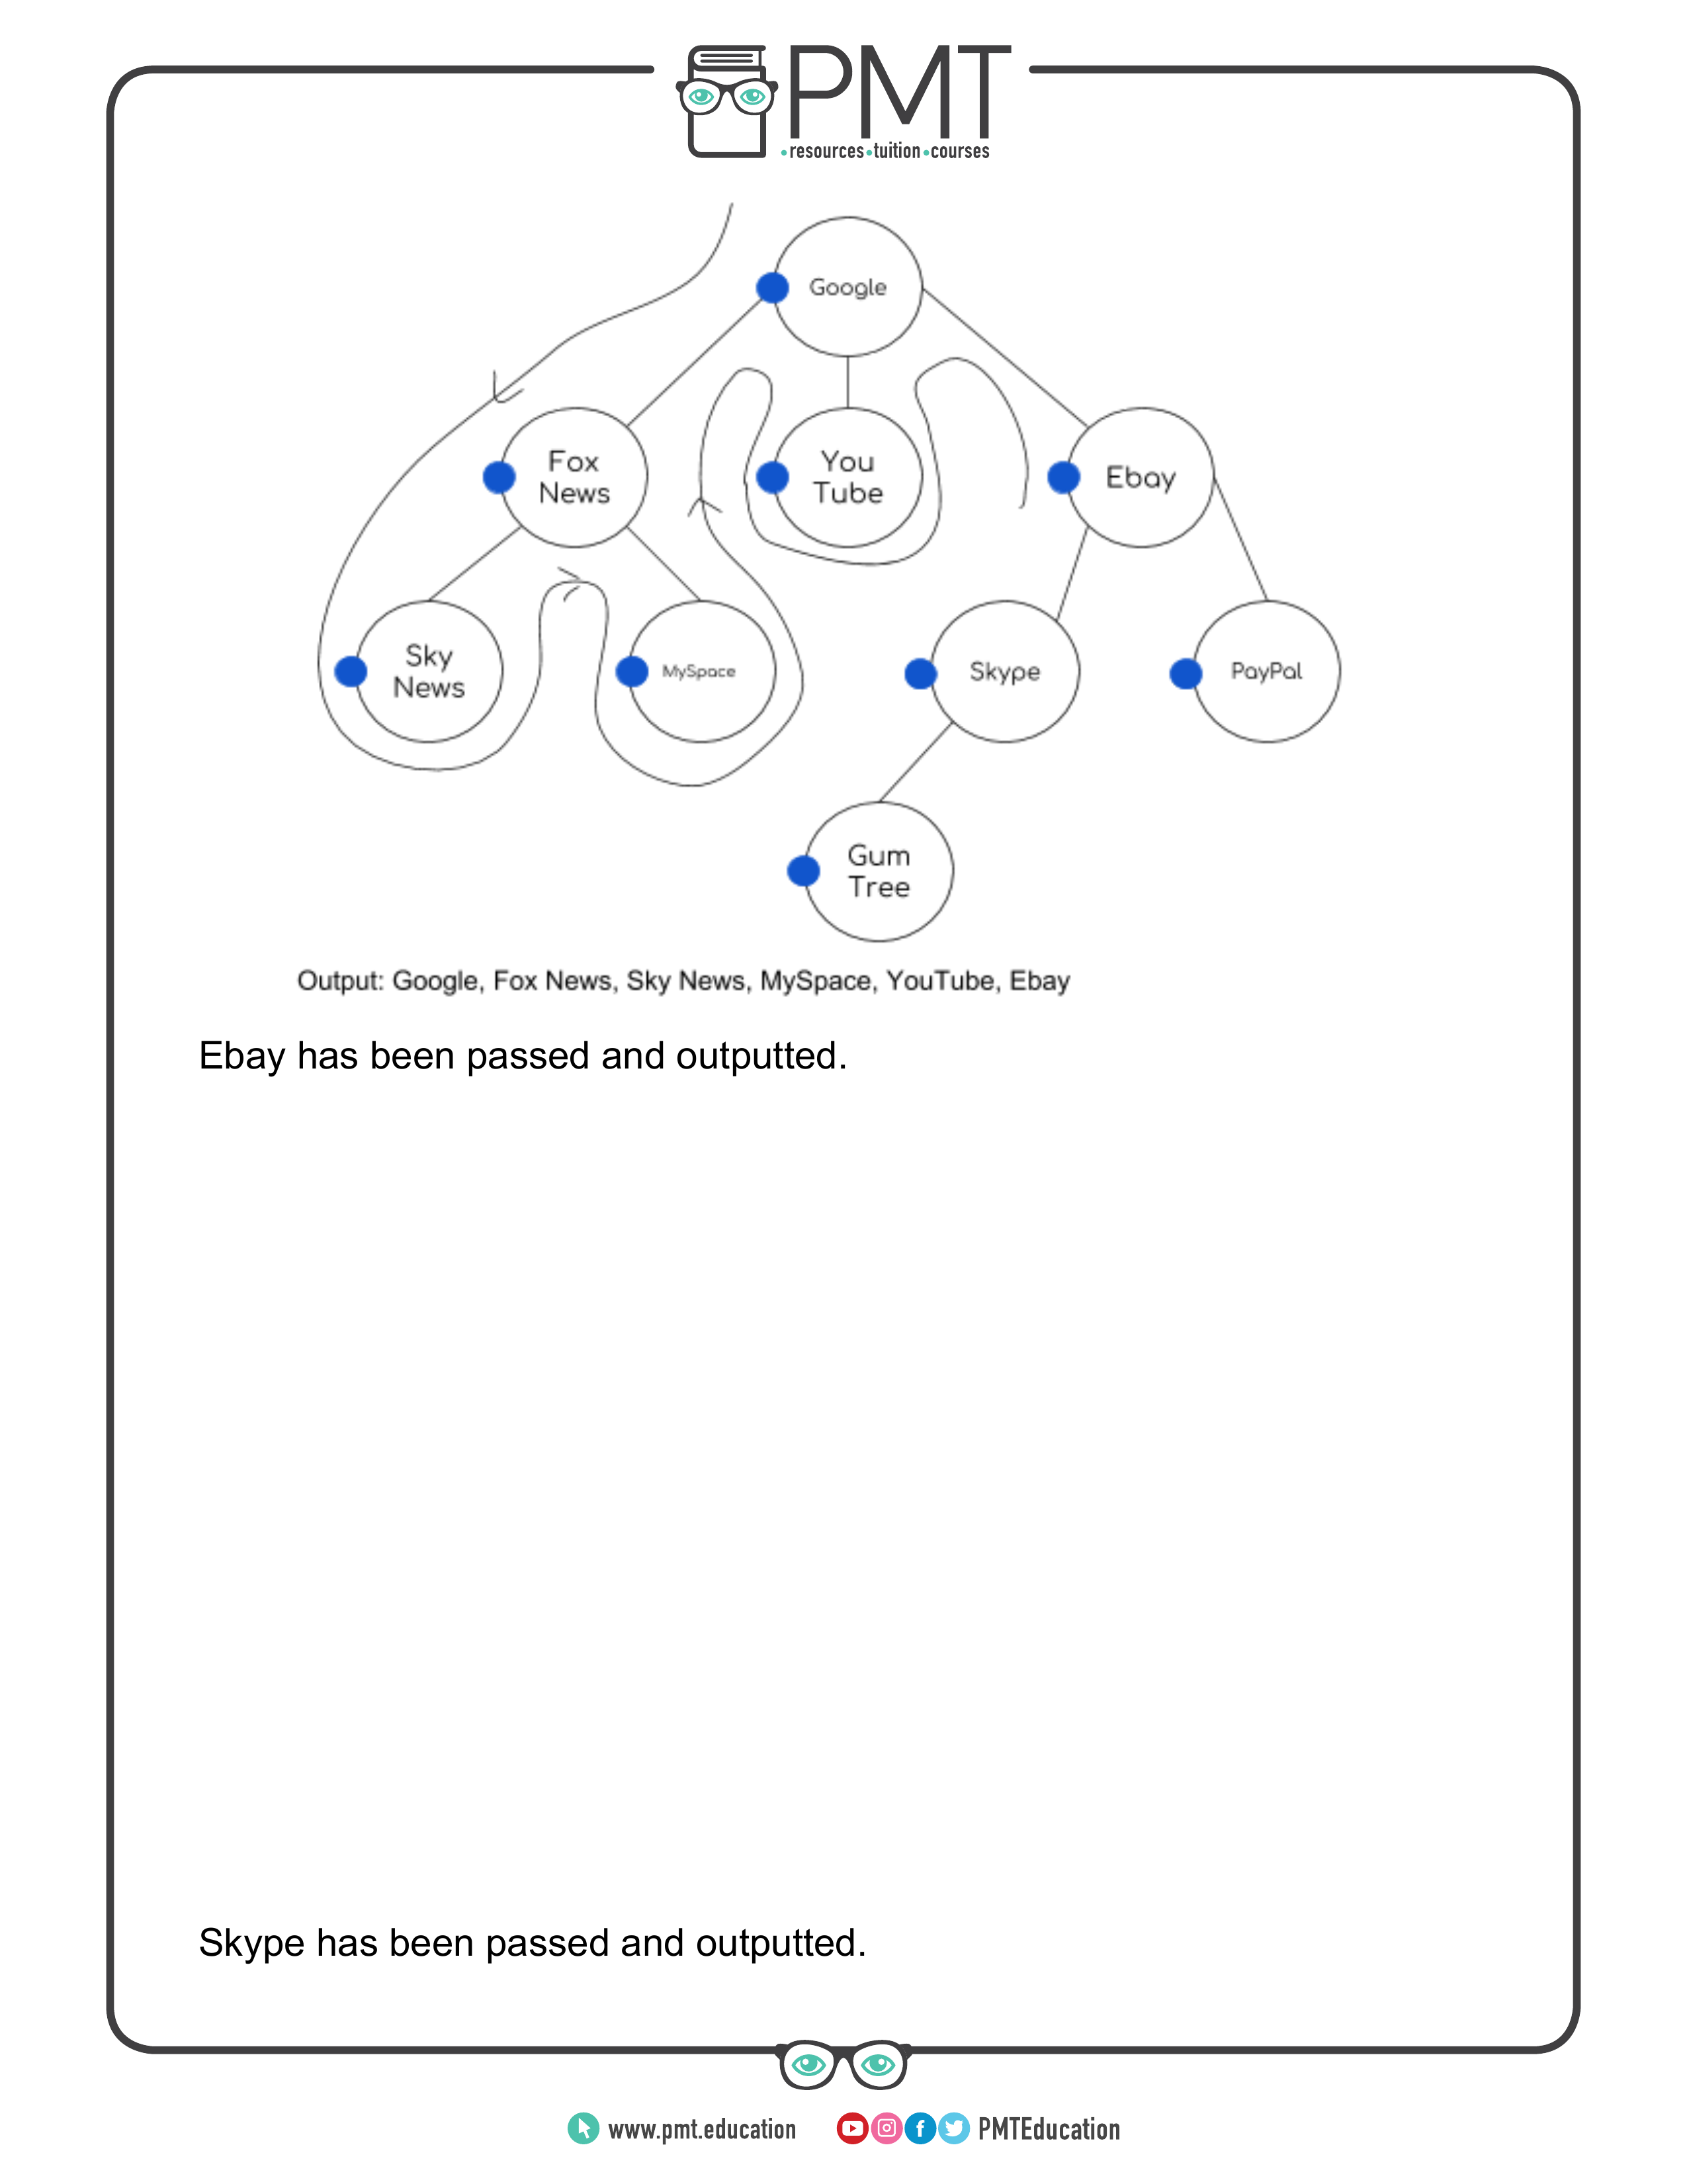 PMT
resources tuition courses
Google
Fox
News
You
Tube
Ebay
Sky
News
MySpace
Skype
PayPal
Gum
Tree
Output: Google, Fox News, Sky News, MySpace, YouTube, Ebay
Ebay has been passed and outputted.
Skype has been passed and outputted.
www.pmt.education
PMTEducation